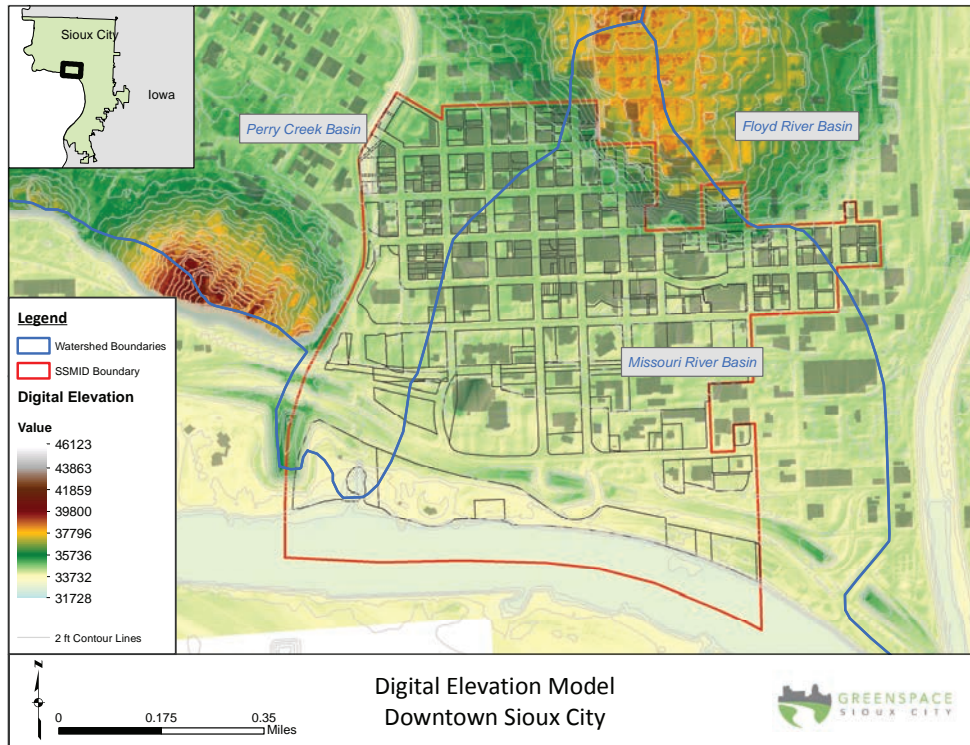 Sioux City
Iowa
Perry Creek Basin
Floyd River Basin
Missouri River Basin
Legend
Watershed Boundaries
SSMID Boundary
Digital Elevation
Value
46123
43863
41859
39800
37796
35736
33732
31728
2 ft Contour Lines
N
0 0.175 0.35
Miles
Digital Elevation Model
Downtown Sioux City
GREENSPACE
SIOUX CITY